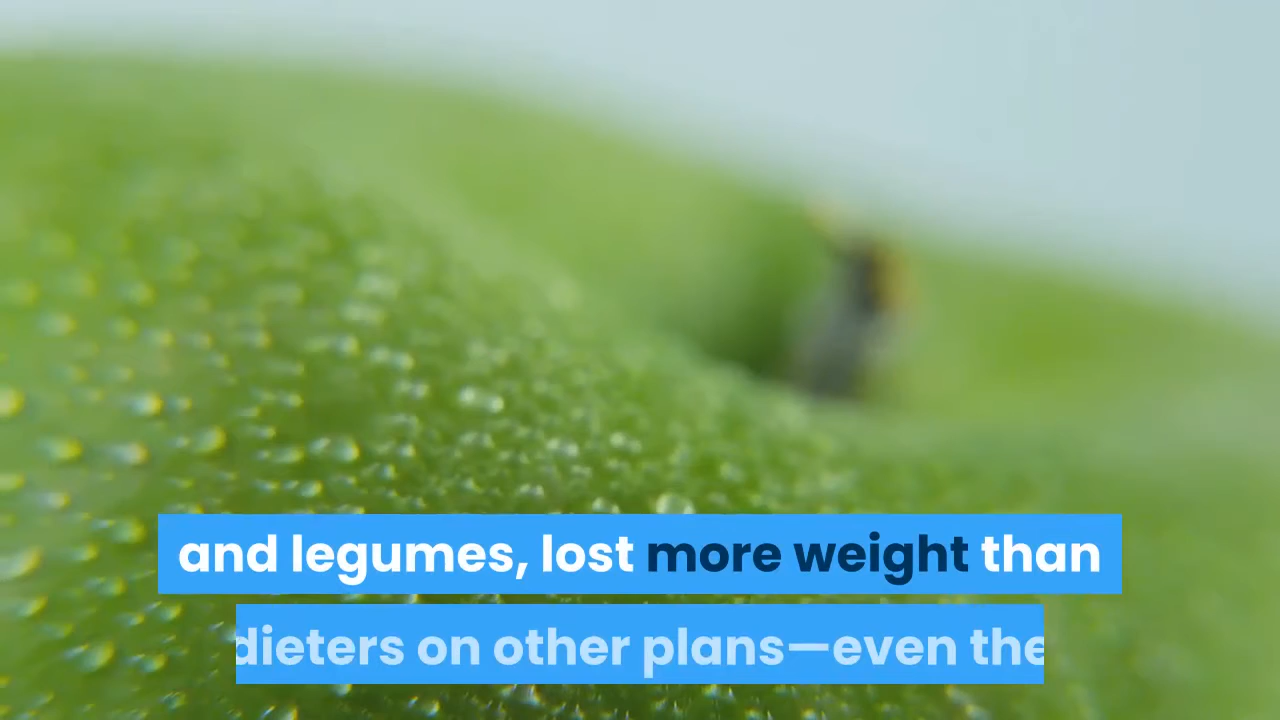 and legumes, lost more weight than
dieters on other plans—even the